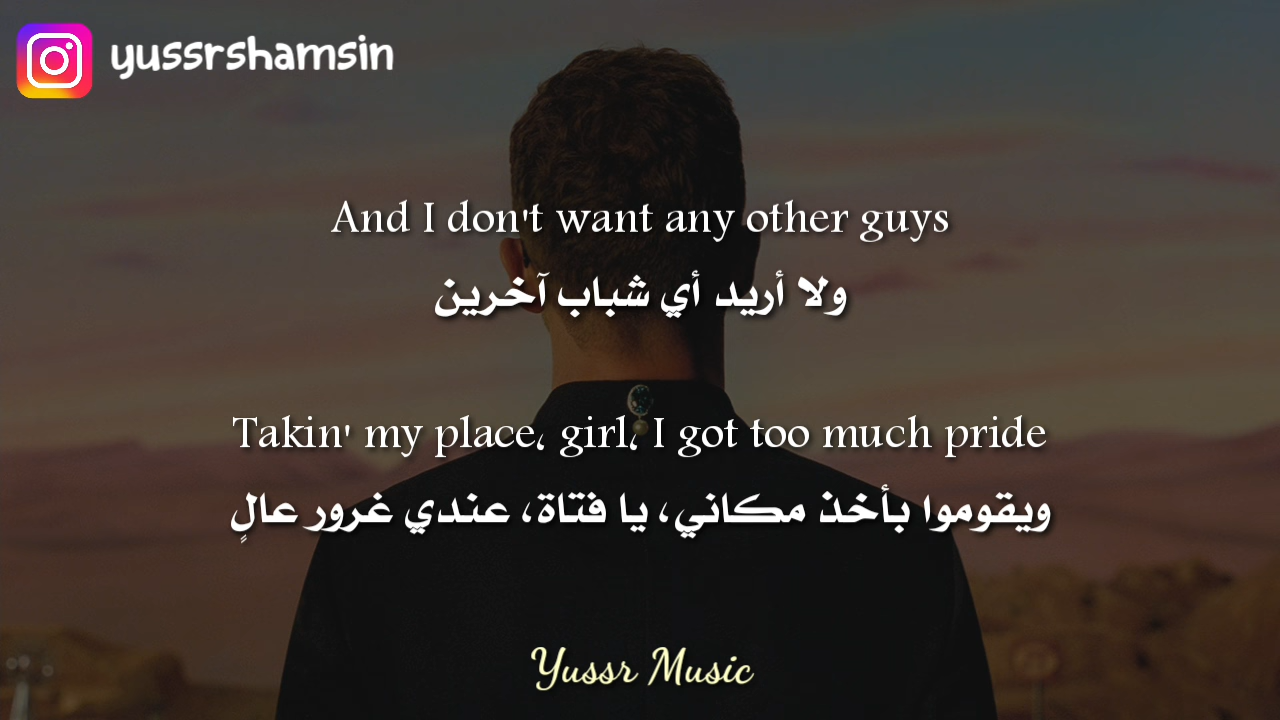 yussrshamsin
And I don't want any other guys
ولا أريد أي شباب آخرين
Takin' my place، girl، I got too much pride
ويقوموا بأخذ مكاني، يا فتاة، عندي غرور عالٍ
Yussr Music